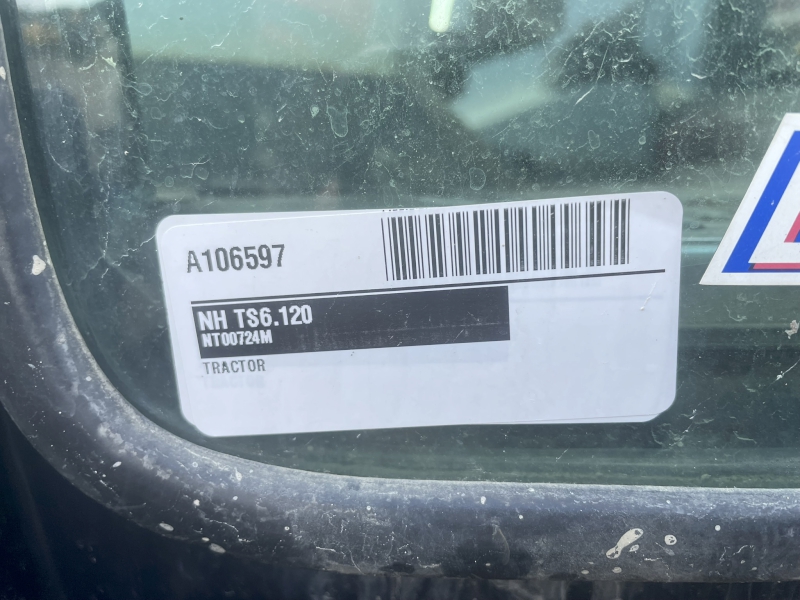 A106597
NH TS6.120
NT00724M
TRACTOR